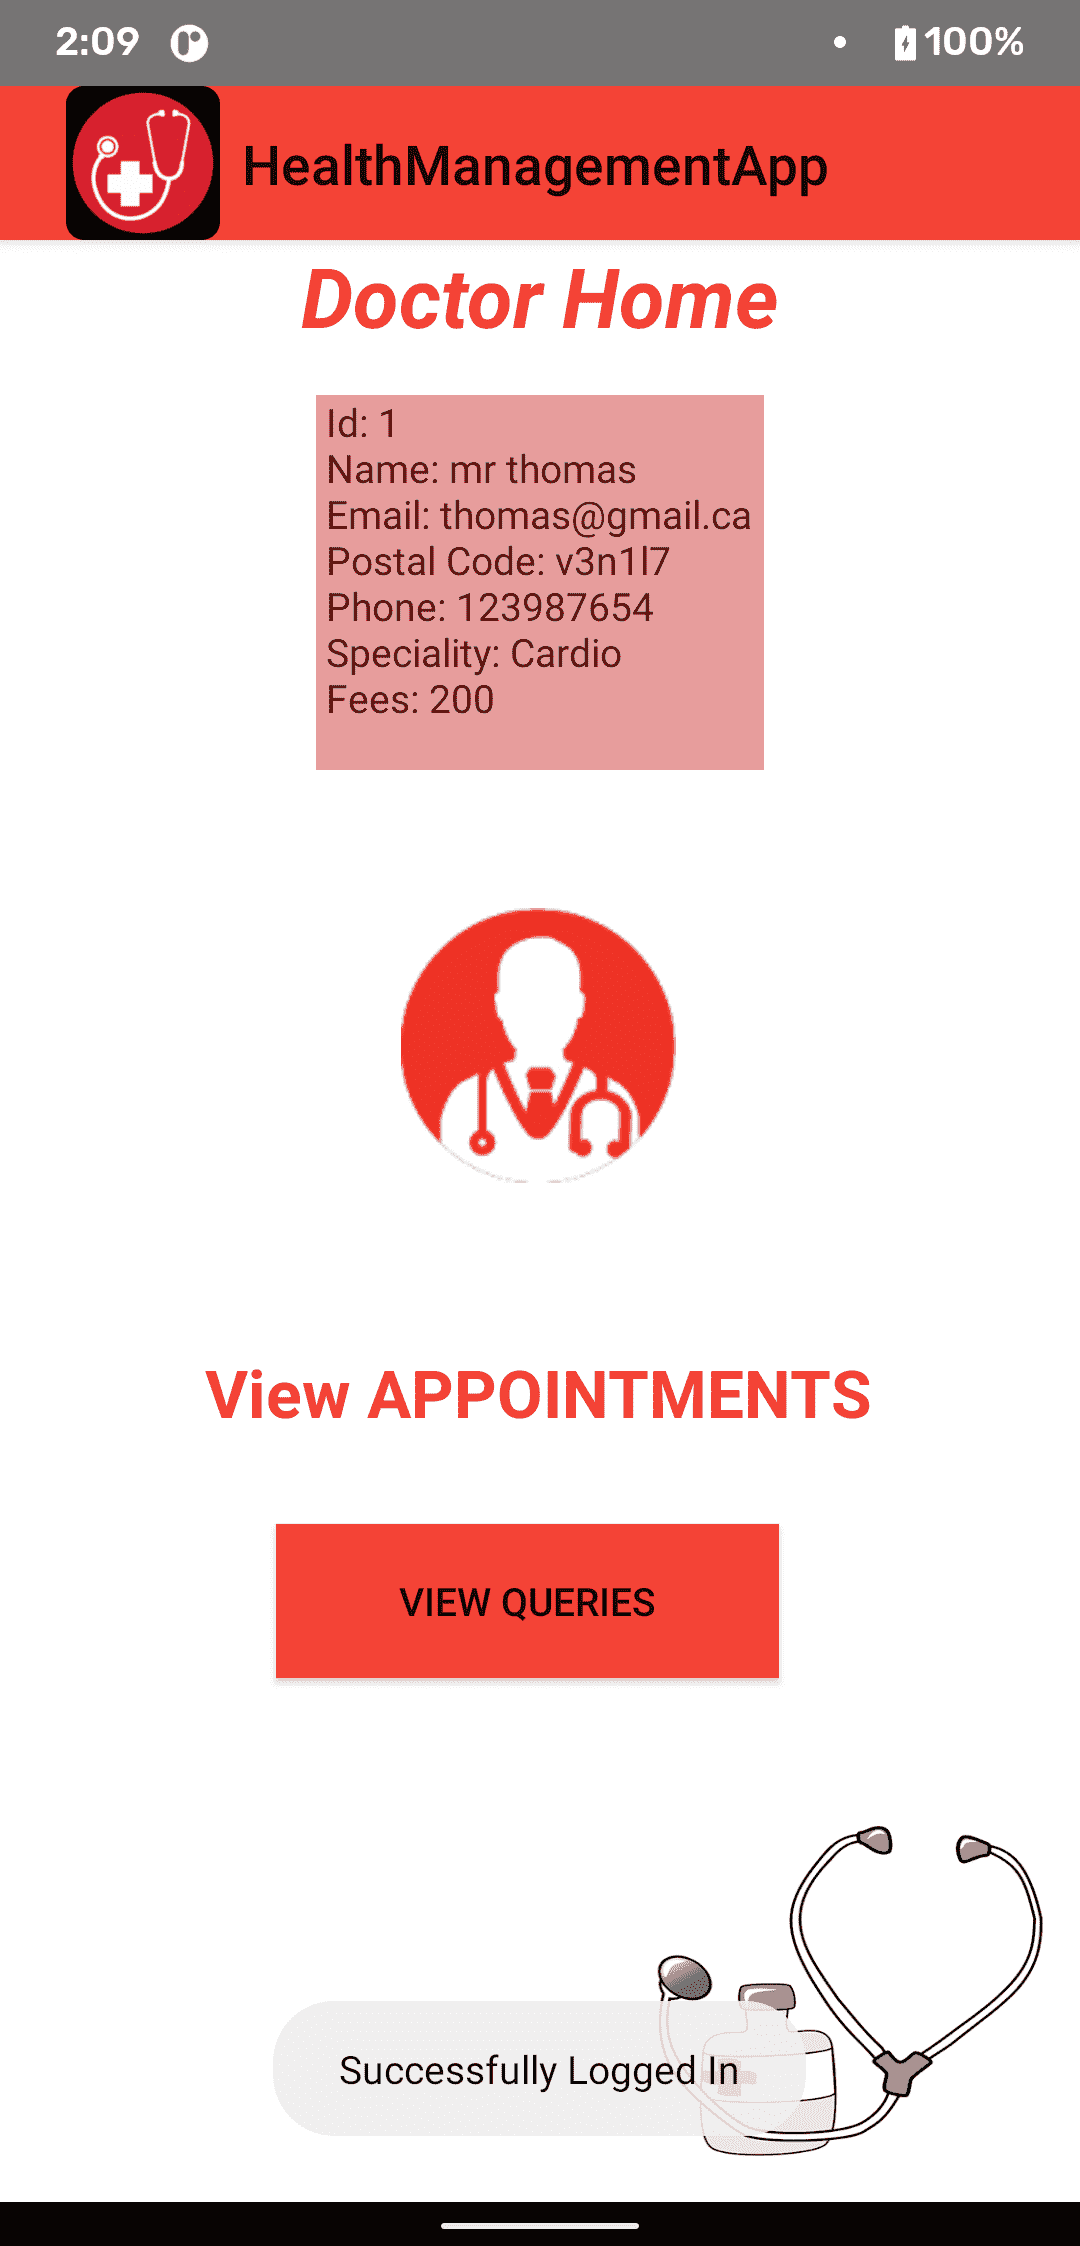 2:09
100%
HealthManagementApp
Doctor Home
Id: 1
Name: mr thomas
Email: thomas@gmail.ca
Postal Code: v3n1l7
Phone: 123987654
Speciality: Cardio
Fees: 200
View APPOINTMENTS
VIEW QUERIES
Successfully Logged In